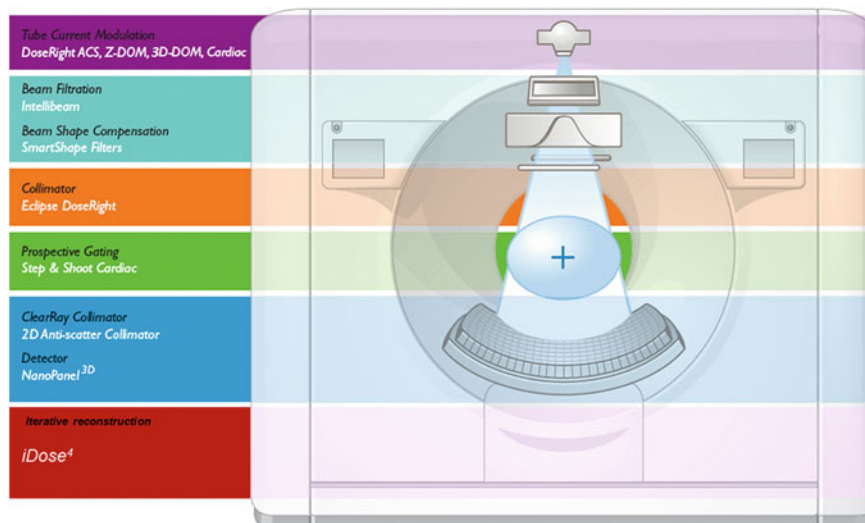 Tube Current Modulation
DoseRight ACS, Z-DOM, 3D-DOM, Cardiac
Beam Filtration
Intellibeam
Beam Shape Compensation
SmartShape Filters
Collimator
Eclipse DoseRight
Prospective Gating
Step & Shoot Cardiac
ClearRay Collimator
2D Anti-scatter Collimator
Detector
NanoPanel 3D
Iterative reconstruction
iDose4